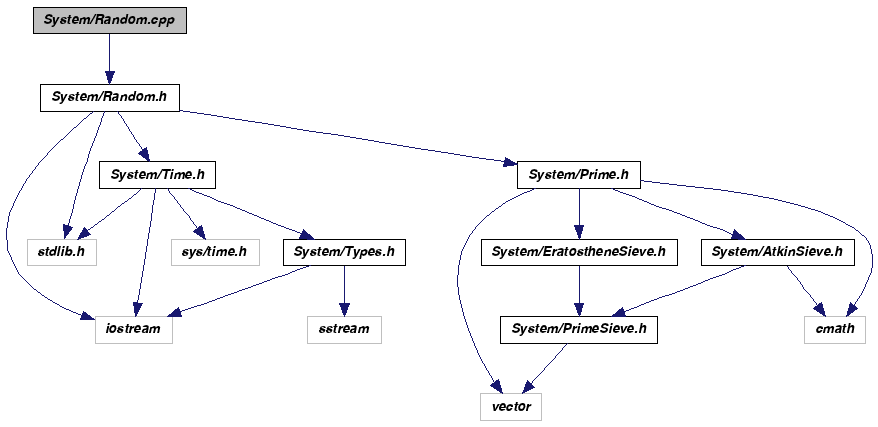 System/Random.cpp
System/Random.h
System/Time.h
System/Prime.h
stdlib.h
sys/time.h
System/Types.h
System/EratostheneSieve.h
System/AtkinSieve.h
iostream
sstream
System/PrimeSieve.h
cmath
vector